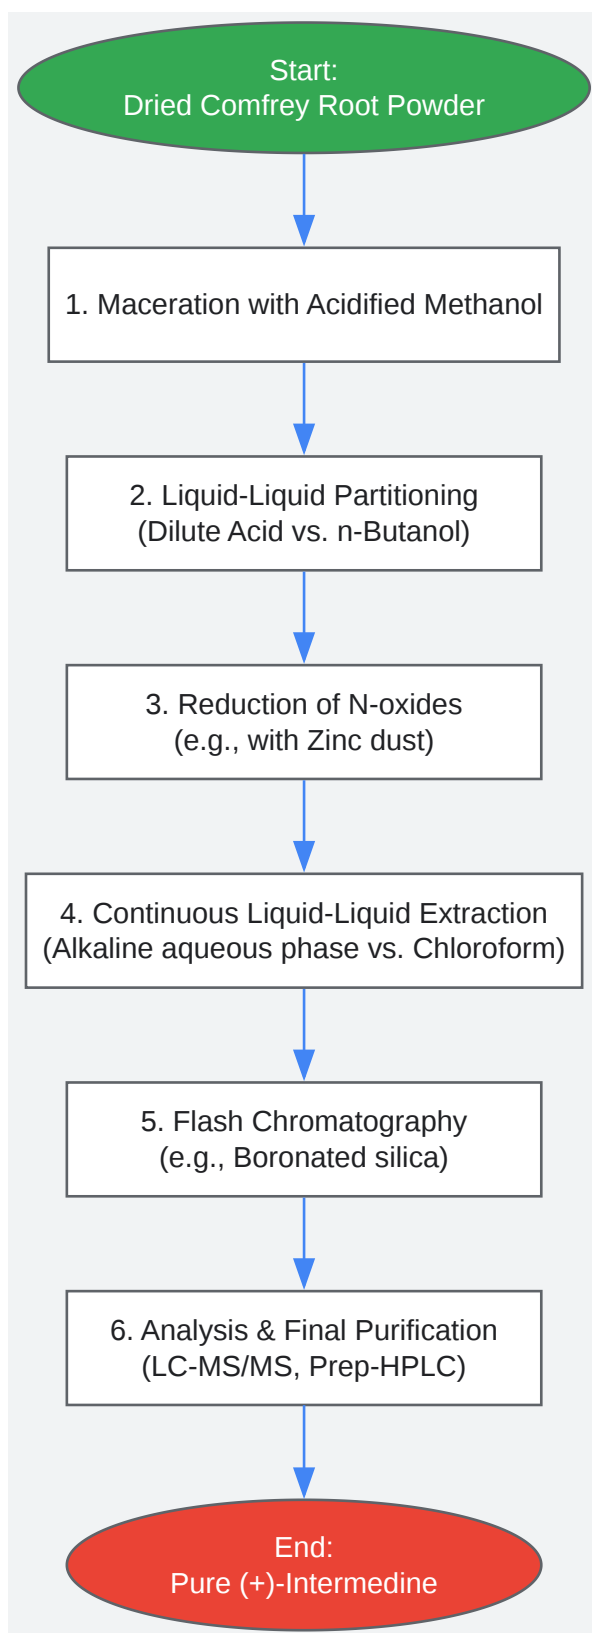 Start:
Dried Comfrey Root Powder
1. Maceration with Acidified Methanol
2. Liquid-Liquid Partitioning
(Dilute Acid vs. n-Butanol)
3. Reduction of N-oxides
(e.g., with Zinc dust)
4. Continuous Liquid-Liquid Extraction
(Alkaline aqueous phase vs. Chloroform)
5. Flash Chromatography
(e.g., Boronated silica)
6. Analysis & Final Purification
(LC-MS/MS, Prep-HPLC)
End:
Pure (+)-Intermedine